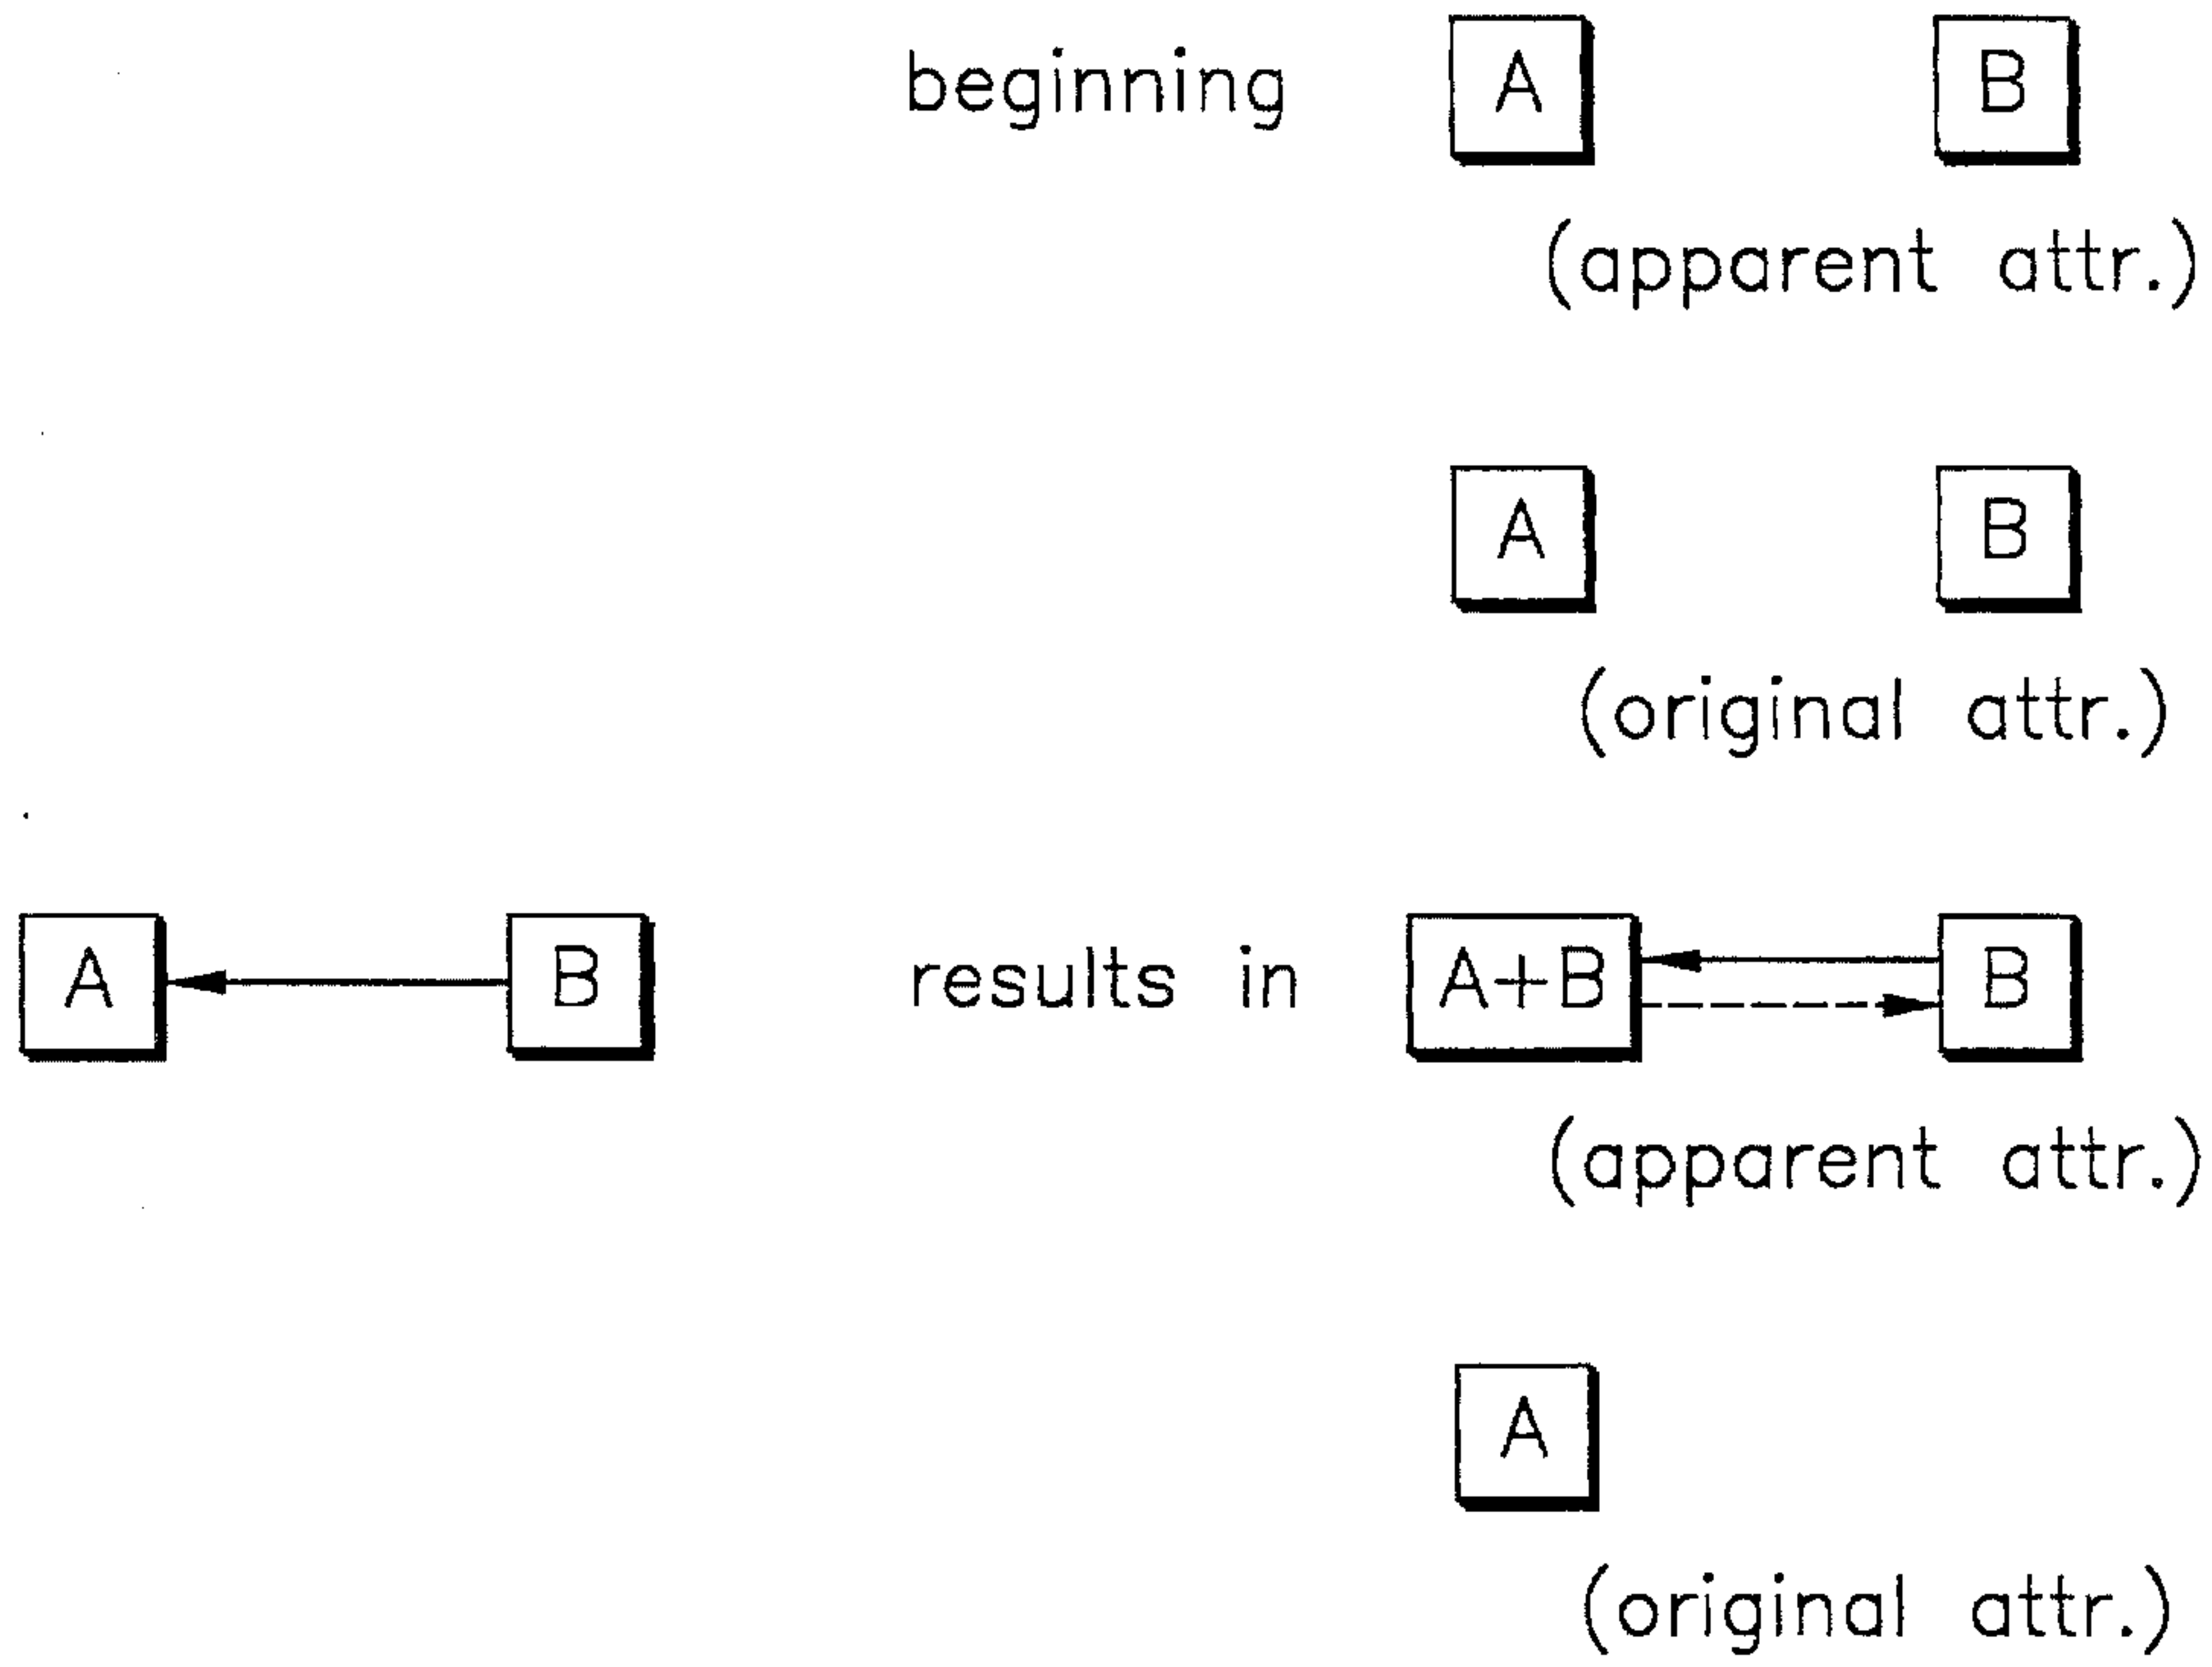 beginning A B
(apparent attr.)
A B
(original attr.)
A B results in A+B B
(apparent attr.)
A
(original attr.)